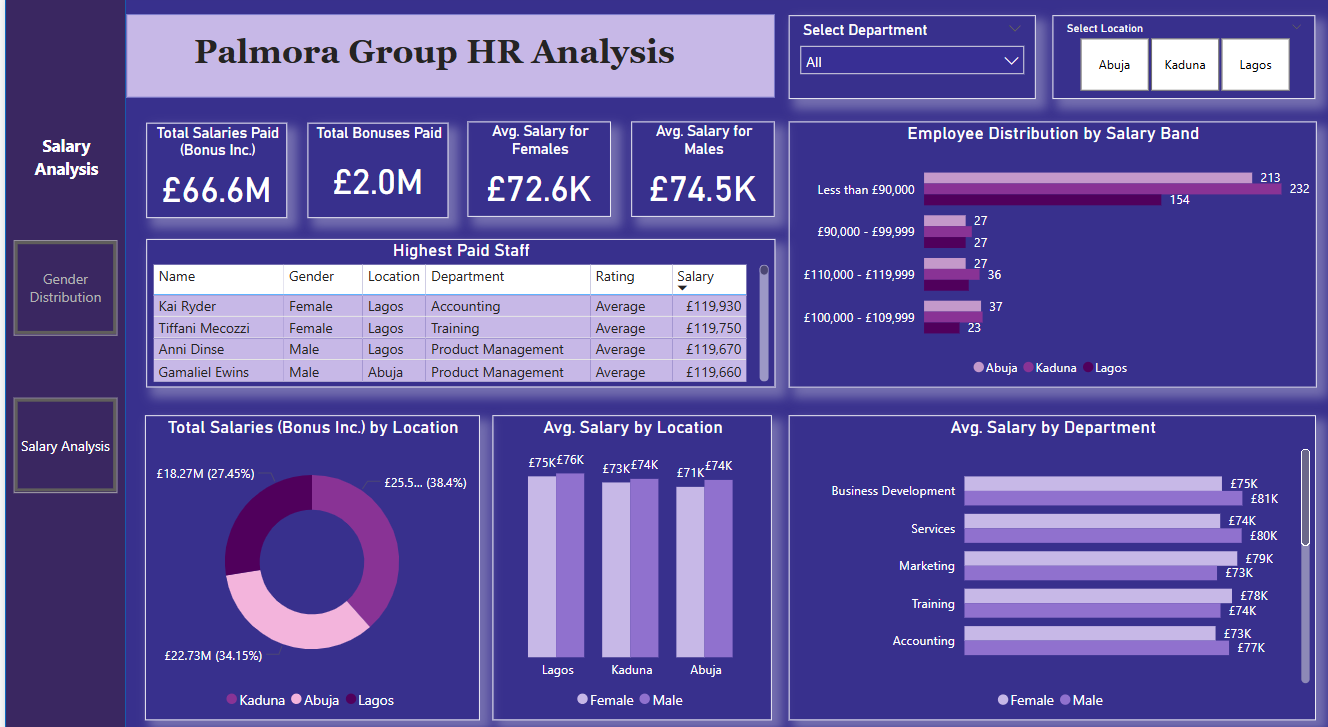 Palmora Group HR Analysis
Select Department
All
Select Location
Abuja
Kaduna
Lagos
Salary
Analysis
Gender
Distribution
Salary Analysis
Total Salaries Paid
(Bonus Inc.)
£66.6M
Total Bonuses Paid
£2.0M
Avg. Salary for
Females
£72.6K
Avg. Salary for
Males
£74.5K
Employee Distribution by Salary Band
Less than £90,000
213
232
154
£90,000 - £99,999
27
27
£110,000 - £119,999
27
36
£100,000 - £109,999
37
23
Abuja Kaduna Lagos
Highest Paid Staff
Name Gender Location Department Rating Salary
Kai Ryder Female Lagos Accounting Average £119,930
Tiffani Mecozzi Female Lagos Training Average £119,750
Anni Dinse Male Lagos Product Management Average £119,670
Gamaliel Ewins Male Abuja Product Management Average £119,660
Total Salaries (Bonus Inc.) by Location
£18.27M (27.45%)
£25.5... (38.4%)
£22.73M (34.15%)
Kaduna Abuja Lagos
Avg. Salary by Location
£75K £76K
£73K £74K
£71K £74K
Lagos Kaduna Abuja
Female Male
Avg. Salary by Department
Business Development
£75K
£81K
Services
£74K
£80K
Marketing
£79K
£73K
Training
£78K
£74K
Accounting
£73K
£77K
Female Male